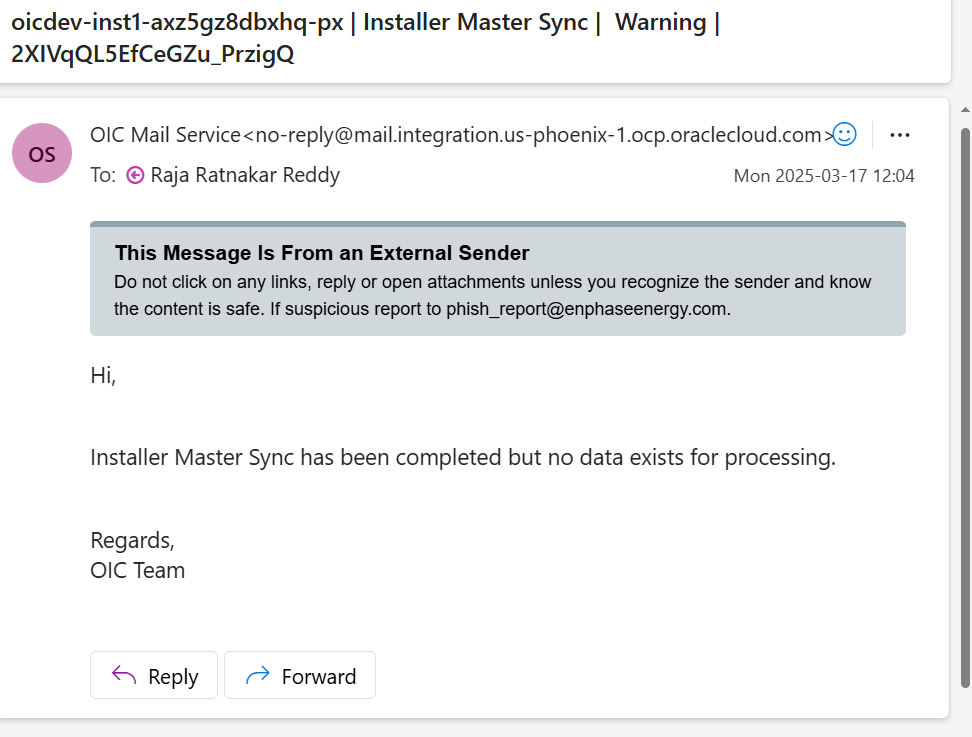 oicdev-inst1-axz5gz8dbxhq-px | Installer Master Sync |  Warning |
2XIVqQL5EfCeGZu_PrzigQ
OS
OIC Mail Service<no-reply@mail.integration.us-phoenix-1.ocp.oraclecloud.com>
To: Raja Ratnakar Reddy
Mon 2025-03-17 12:04
This Message Is From an External Sender
Do not click on any links, reply or open attachments unless you recognize the sender and know
the content is safe. If suspicious report to phish_report@enphaseenergy.com.
Hi,
Installer Master Sync has been completed but no data exists for processing.
Regards,
OIC Team
Reply
Forward